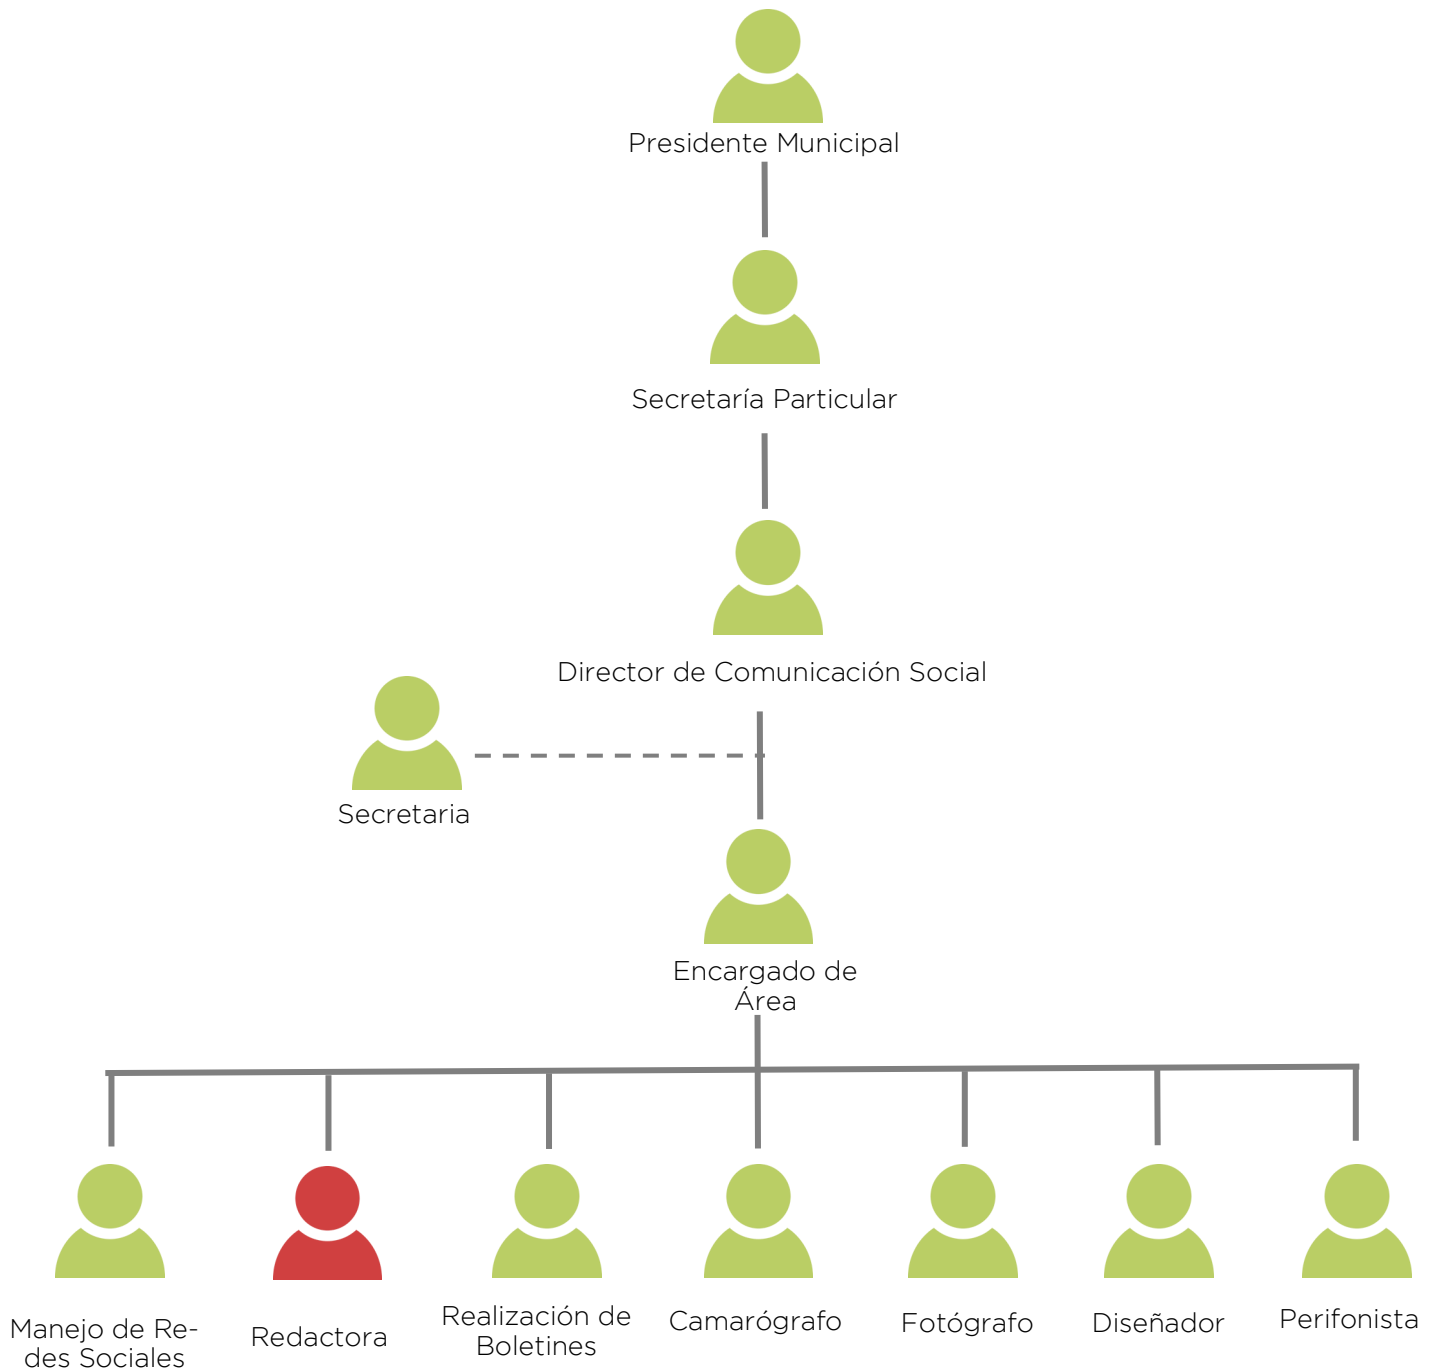 Presidente Municipal
Secretaría Particular
Director de Comunicación Social
Secretaria
Encargado de
Área
Manejo de Re-
des Sociales
Redactora
Realización de
Boletines
Camarógrafo
Fotógrafo
Diseñador
Perifonista